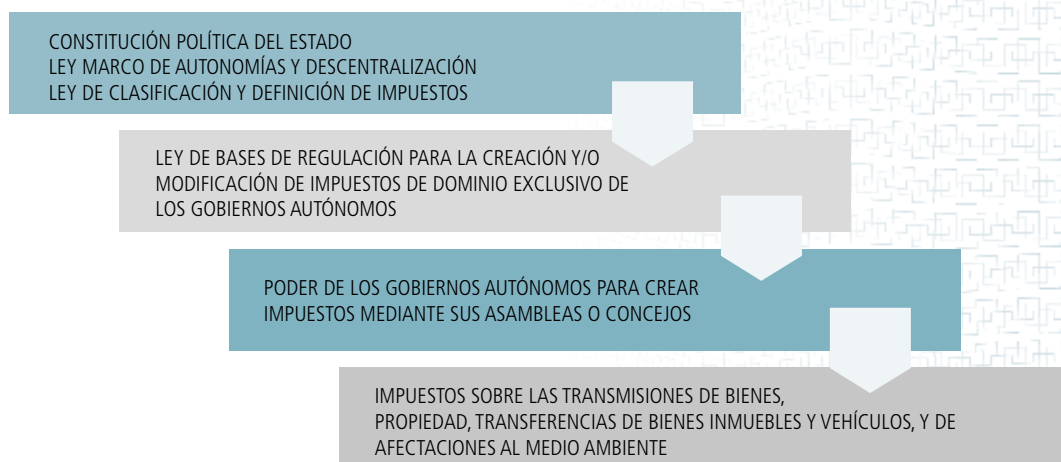 CONSTITUCIÓN POLÍTICA DEL ESTADO
LEY MARCO DE AUTONOMÍAS Y DESCENTRALIZACIÓN
LEY DE CLASIFICACIÓN Y DEFINICIÓN DE IMPUESTOS
LEY DE BASES DE REGULACIÓN PARA LA CREACIÓN Y/O
MODIFICACIÓN DE IMPUESTOS DE DOMINIO EXCLUSIVO DE
LOS GOBIERNOS AUTÓNOMOS
PODER DE LOS GOBIERNOS AUTÓNOMOS PARA CREAR
IMPUESTOS MEDIANTE SUS ASAMBLEAS O CONCEJOS
IMPUESTOS SOBRE LAS TRANSMISIONES DE BIENES,
PROPIEDAD, TRANSFERENCIAS DE BIENES INMUEBLES Y VEHÍCULOS, Y DE
AFECTACIONES AL MEDIO AMBIENTE